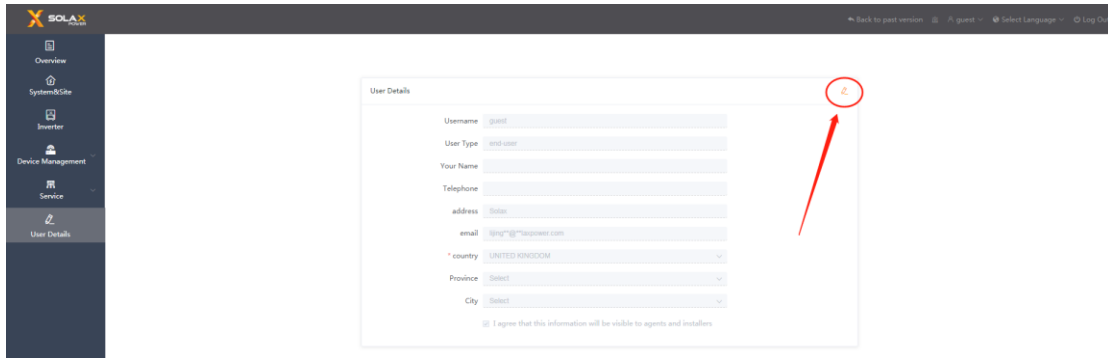 SOLAX
POWER
Back to past version guest Select Language Log Out
Overview
System&Site
Inverter
Device Management
Service
User Details
User Details
Username guest
User Type end-user
Your Name
Telephone
address Solax
email
* country UNITED KINGDOM
Province Select
City Select
I agree that this information will be visible to agents and installers